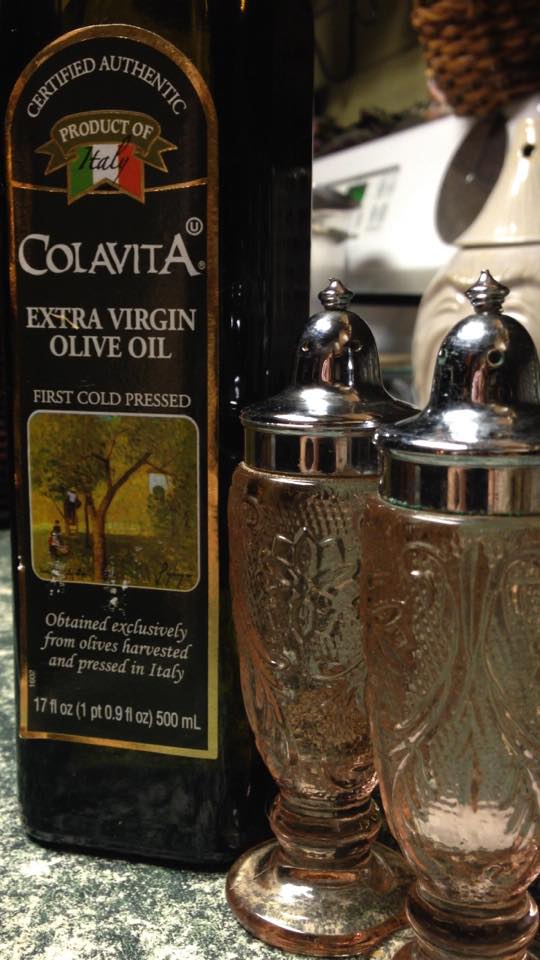 CERTIFIED AUTHENTIC
PRODUCT OF
Italy
U
COLAVITA®
EXTRA VIRGIN
OLIVE OIL
FIRST COLD PRESSED
Obtained exclusively
from olives harvested
and pressed in Italy
17 fl oz (1 pt 0.9 fl oz) 500 mL